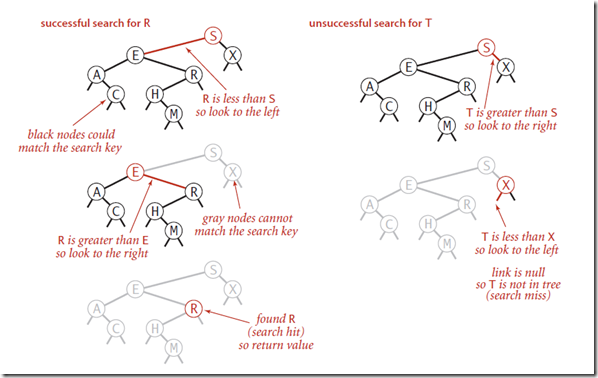 successful search for R
S
E
X
A
R
C
H
M
R is less than S
so look to the left
black nodes could
match the search key
S
E
X
A
R
C
H
M
gray nodes cannot
match the search key
R is greater than E
so look to the right
S
E
X
A
R
C
H
M
found R
(search hit)
so return value
unsuccessful search for T
S
E
X
A
R
C
H
M
T is greater than S
so look to the right
S
E
X
A
R
C
H
M
T is less than X
so look to the left
link is null
so T is not in tree
(search miss)